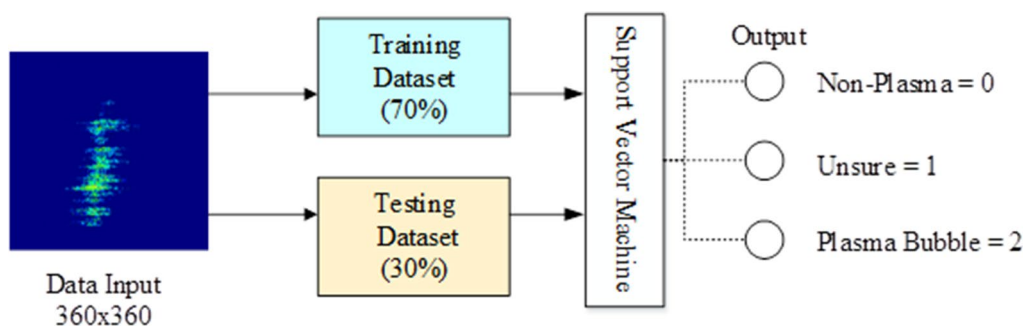 Data Input
360x360
Training
Dataset
(70%)
Testing
Dataset
(30%)
Support Vector Machine
Output
Non-Plasma = 0
Unsure = 1
Plasma Bubble = 2